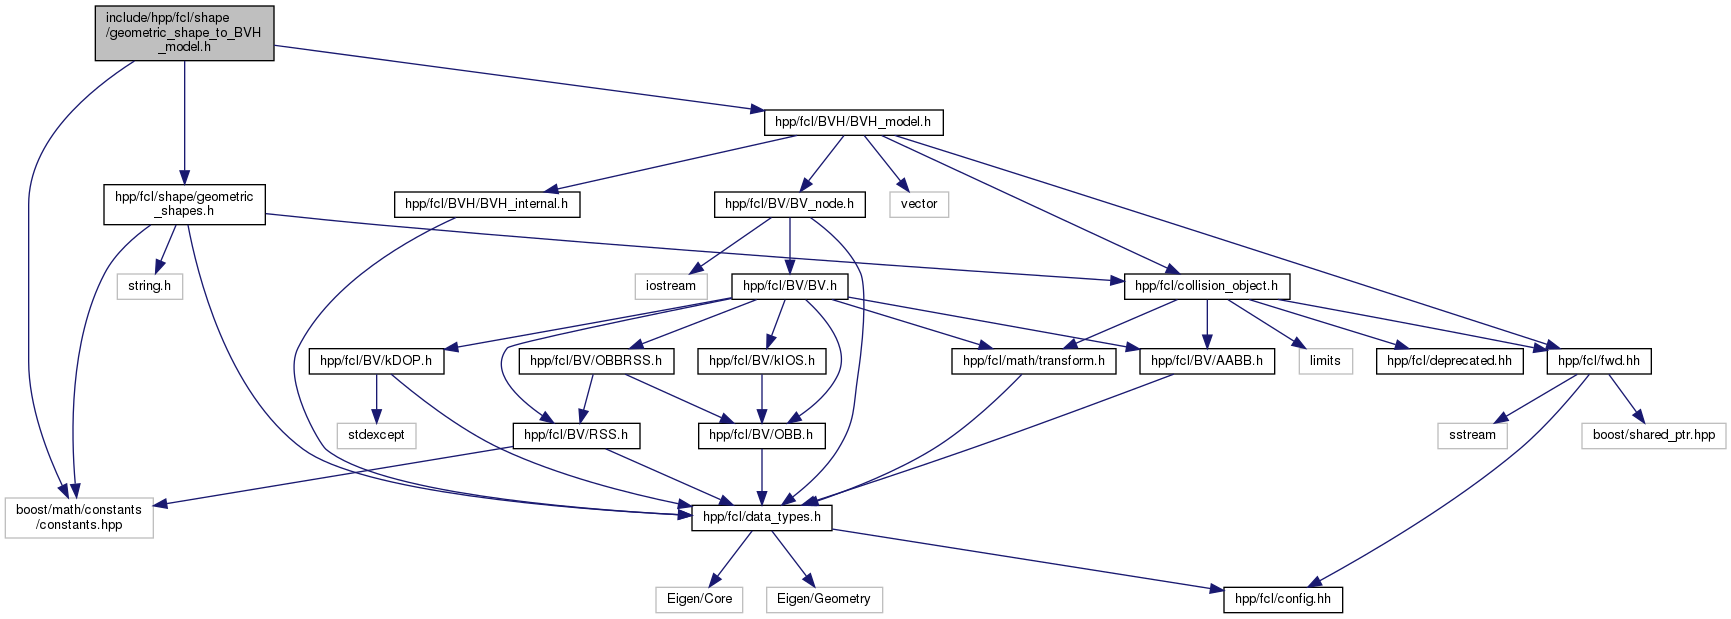 include/hpp/fcl/shape
/geometric_shape_to_BVH
_model.h
hpp/fcl/BVH/BVH_model.h
hpp/fcl/shape/geometric
_shapes.h
hpp/fcl/BVH/BVH_internal.h
hpp/fcl/BV/BV_node.h
vector
string.h
iostream
hpp/fcl/BV/BV.h
hpp/fcl/collision_object.h
hpp/fcl/BV/kDOP.h
hpp/fcl/BV/OBBRSS.h
hpp/fcl/BV/kIOS.h
hpp/fcl/math/transform.h
hpp/fcl/BV/AABB.h
limits
hpp/fcl/deprecated.hh
hpp/fcl/fwd.hh
stdexcept
hpp/fcl/BV/RSS.h
hpp/fcl/BV/OBB.h
sstream
boost/shared_ptr.hpp
boost/math/constants
/constants.hpp
hpp/fcl/data_types.h
Eigen/Core
Eigen/Geometry
hpp/fcl/config.hh